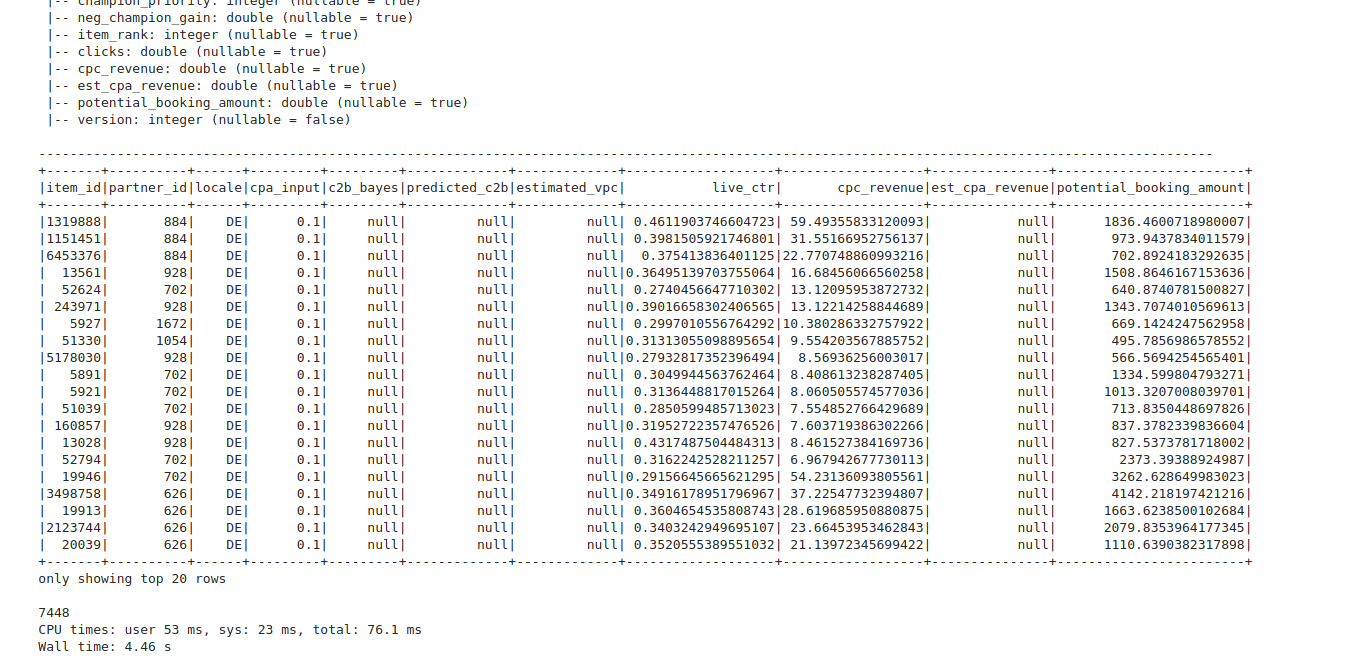 |-- champion_priority: integer (nullable = true)
|-- neg_champion_gain: double (nullable = true)
|-- item_rank: integer (nullable = true)
|-- clicks: double (nullable = true)
|-- cpc_revenue: double (nullable = true)
|-- est_cpa_revenue: double (nullable = true)
|-- potential_booking_amount: double (nullable = true)
|-- version: integer (nullable = false)
------------------------------------------------------------------------------------------------------------------------------------------------------
+-------+----------+------+---------+---------+-------------+-------------+-------------------+------------------+---------------+------------------------+
|item_id|partner_id|locale|cpa_input|c2b_bayes|predicted_c2b|estimated_vpc|           live_ctr|       cpc_revenue|est_cpa_revenue|potential_booking_amount|
+-------+----------+------+---------+---------+-------------+-------------+-------------------+------------------+---------------+------------------------+
|1319888|       884|    DE|      0.1|     null|         null|         null| 0.4611903746604723| 59.49355833120093|           null|      1836.4600718980007|
|1151451|       884|    DE|      0.1|     null|         null|         null| 0.3981505921746801| 31.55166952756137|           null|       973.9437834011579|
|6453376|       884|    DE|      0.1|     null|         null|         null|  0.375413836401125|22.770748860993216|           null|       702.8924183292635|
|  13561|       928|    DE|      0.1|     null|         null|         null|0.36495139703755064| 16.68456066560258|           null|      1508.8646167153636|
|  52624|       702|    DE|      0.1|     null|         null|         null| 0.2740456647710302| 13.12095953872732|           null|       640.8740781500827|
| 243971|       928|    DE|      0.1|     null|         null|         null|0.39016658302406565| 13.12214258844689|           null|      1343.7074010569613|
|   5927|      1672|    DE|      0.1|     null|         null|         null| 0.2997010556764292|10.380286332757922|           null|       669.1424247562958|
|  51330|      1054|    DE|      0.1|     null|         null|         null|0.31313055098895654| 9.554203567885752|           null|       495.7856986578552|
|5178030|       928|    DE|      0.1|     null|         null|         null|0.27932817352396494|  8.56936256003017|           null|       566.5694254565401|
|   5891|       702|    DE|      0.1|     null|         null|         null| 0.3049944563762464| 8.408613238287405|           null|       1334.599804793271|
|   5921|       702|    DE|      0.1|     null|         null|         null| 0.3136448817015264| 8.060505574577036|           null|      1013.3207008039701|
|  51039|       702|    DE|      0.1|     null|         null|         null| 0.2850599485713023| 7.554852766429689|           null|       713.8350448697826|
| 160857|       928|    DE|      0.1|     null|         null|         null|0.31952722357476526| 7.603719386302266|           null|       837.3782339836604|
|  13028|       928|    DE|      0.1|     null|         null|         null| 0.4317487504484313| 8.461527384169736|           null|       827.5373781718002|
|  52794|       702|    DE|      0.1|     null|         null|         null| 0.3162242528211257| 6.967942677730113|           null|        2373.39388924987|
|  19946|       702|    DE|      0.1|     null|         null|         null|0.29156645665621295| 54.23136093805561|           null|       3262.628649983023|
|3498758|       626|    DE|      0.1|     null|         null|         null|0.34916178951796967| 37.22547732394807|           null|       4142.218197421216|
|  19913|       626|    DE|      0.1|     null|         null|         null| 0.3604654535808743|28.619685950880875|           null|      1663.6238500102684|
|2123744|       626|    DE|      0.1|     null|         null|         null| 0.3403242949695107| 23.66453953462843|           null|      2079.8353964177345|
|  20039|       626|    DE|      0.1|     null|         null|         null| 0.3520555389551032| 21.13972345699422|           null|      1110.6390382317898|
+-------+----------+------+---------+---------+-------------+-------------+-------------------+------------------+---------------+------------------------+
only showing top 20 rows
7448
CPU times: user 53 ms, sys: 23 ms, total: 76.1 ms
Wall time: 4.46 s